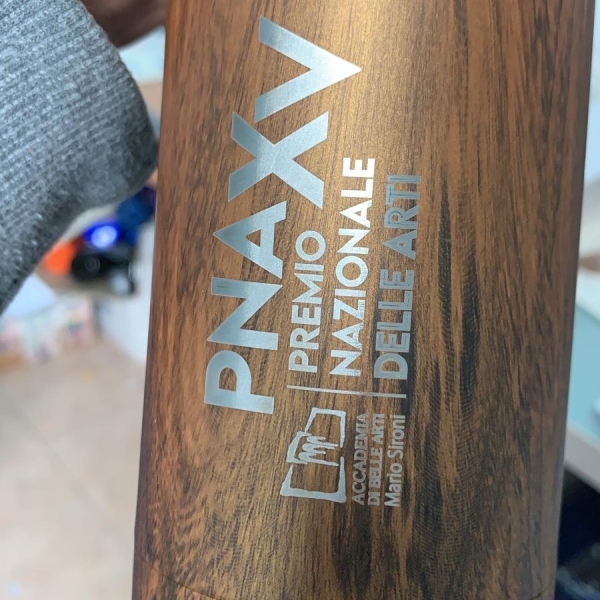 PNAXV
PREMIO
NAZIONALE
DELLE ARTI
ACCADEMIA
DI BELLE ARTI
Mario Sironi